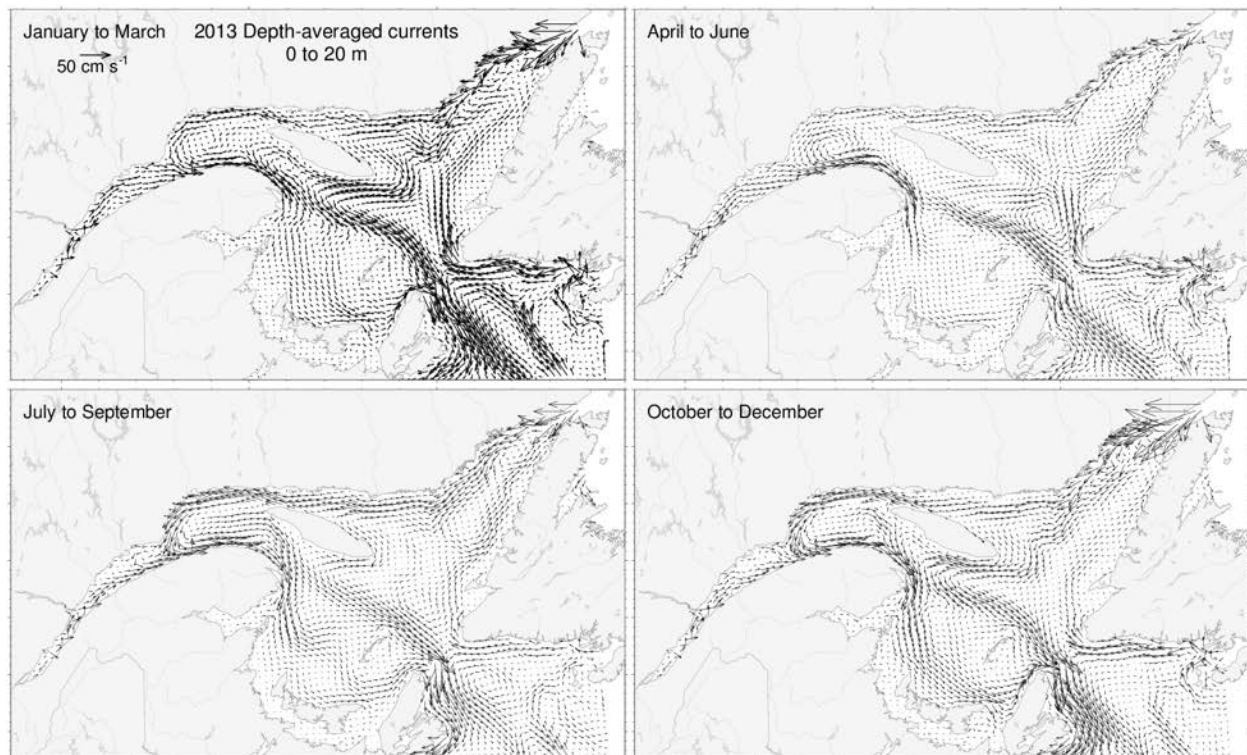 January to March
2013 Depth-averaged currents
0 to 20 m
50 cm s⁻¹
April to June
July to September
October to December